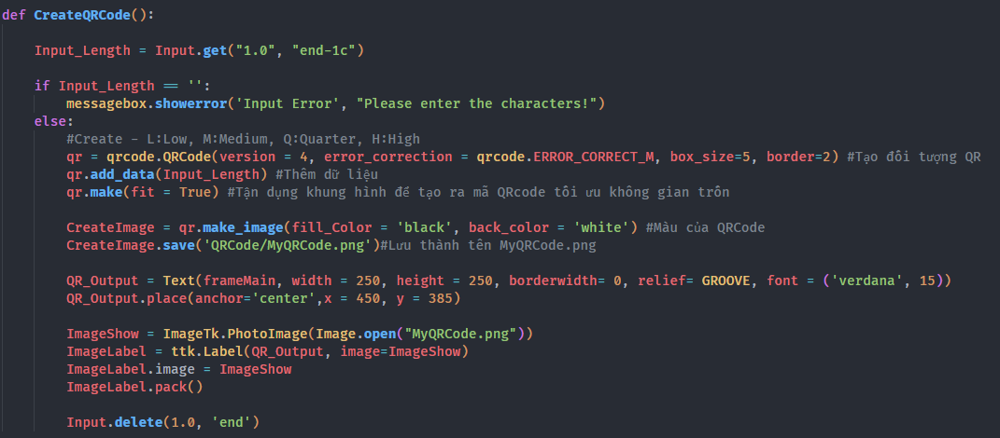 def CreateQRCode():
Input_Length = Input.get("1.0", "end-1c")
if Input_Length == '':
messagebox.showerror('Input Error', "Please enter the characters!")
else:
#Create - L:Low, M:Medium, Q:Quarter, H:High
qr = qrcode.QRCode(version = 4, error_correction = qrcode.ERROR_CORRECT_M, box_size=5, border=2) #Tạo đối tượng QR
qr.add_data(Input_Length) #Thêm dữ liệu
qr.make(fit = True) #Tận dụng khung hình để tạo ra mã QRcode tối ưu không gian trốn
CreateImage = qr.make_image(fill_Color = 'black', back_color = 'white') #Màu của QRCode
CreateImage.save('QRCode/MyQRCode.png')#Lưu thành tên MyQRCode.png
QR_Output = Text(frameMain, width = 250, height = 250, borderwidth= 0, relief= GROOVE, font = ('verdana', 15))
QR_Output.place(anchor='center',x = 450, y = 385)
ImageShow = ImageTk.PhotoImage(Image.open("MyQRCode.png"))
ImageLabel = ttk.Label(QR_Output, image=ImageShow)
ImageLabel.image = ImageShow
ImageLabel.pack()
Input.delete(1.0, 'end')